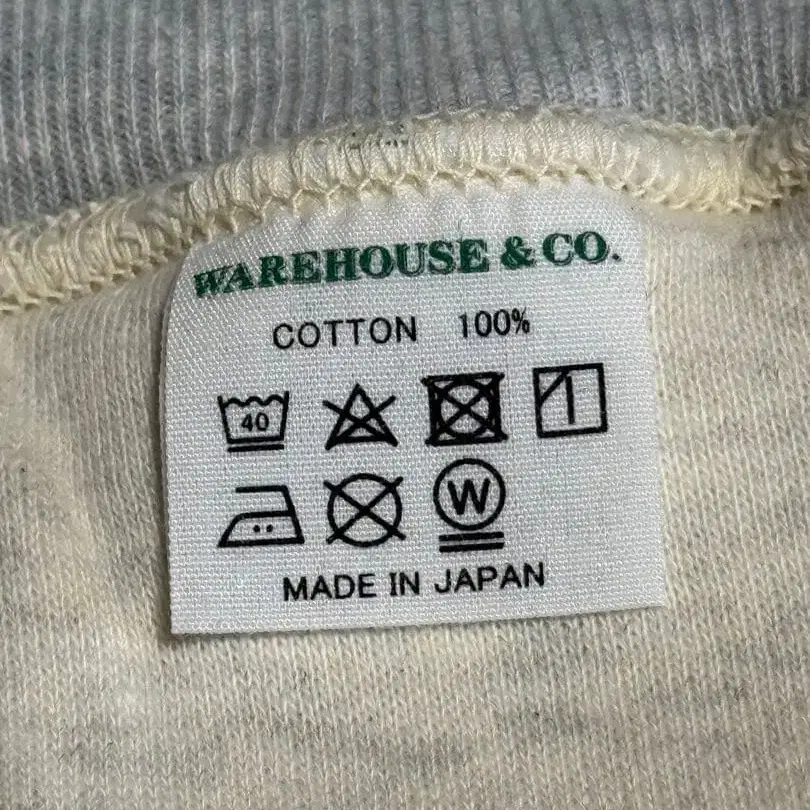 WAREHOUSE & CO.
COTTON 100%
40
W
MADE IN JAPAN